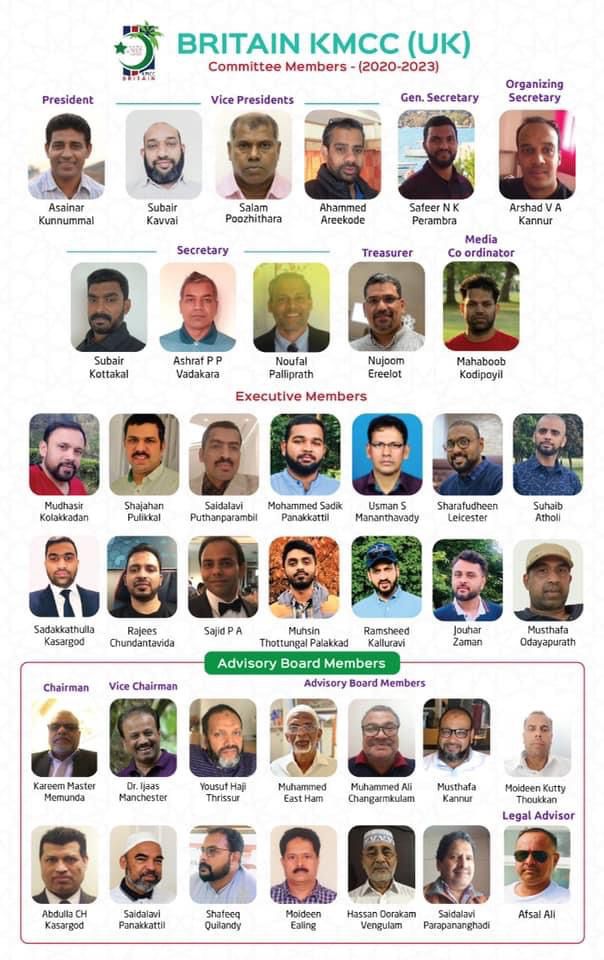 KMCC
BRITAIN
BRITAIN KMCC (UK)
Committee Members - (2020-2023)
President
Vice Presidents
Gen. Secretary
Organizing
Secretary
Asainar
Kunnummal
Subair
Kavvai
Salam
Poozhithara
Ahammed
Areekode
Safeer N K
Perambra
Arshad V A
Kannur
Secretary
Treasurer
Media
Co ordinator
Subair
Kottakal
Ashraf P P
Vadakara
Noufal
Palliprath
Nujoom
Ereelot
Mahaboob
Kodipoyil
Executive Members
Mudhasir
Kolakkadan
Shajahan
Pulikkal
Saidalavi
Puthanparambil
Mohammed Sadik
Panakkattil
Usman S
Mananthavady
Sharafudheen
Leicester
Suhaib
Atholi
Sadakkathulla
Kasargod
Rajees
Chundantavida
Sajid P A
Muhsin
Thottungal Palakkad
Ramsheed
Kalluravi
Jouhar
Zaman
Musthafa
Odayapurath
Advisory Board Members
Chairman
Vice Chairman
Advisory Board Members
Kareem Master
Memunda
Dr. Ijaas
Manchester
Yousuf Haji
Thrissur
Muhammed
East Ham
Muhammed Ali
Changarmkulam
Musthafa
Kannur
Moideen Kutty
Thoukkan
Legal Advisor
Abdulla CH
Kasargod
Saidalavi
Panakkattil
Shafeeq
Quilandy
Moideen
Ealing
Hassan Oorakam
Vengulam
Saidalavi
Parapananghadi
Afsal Ali